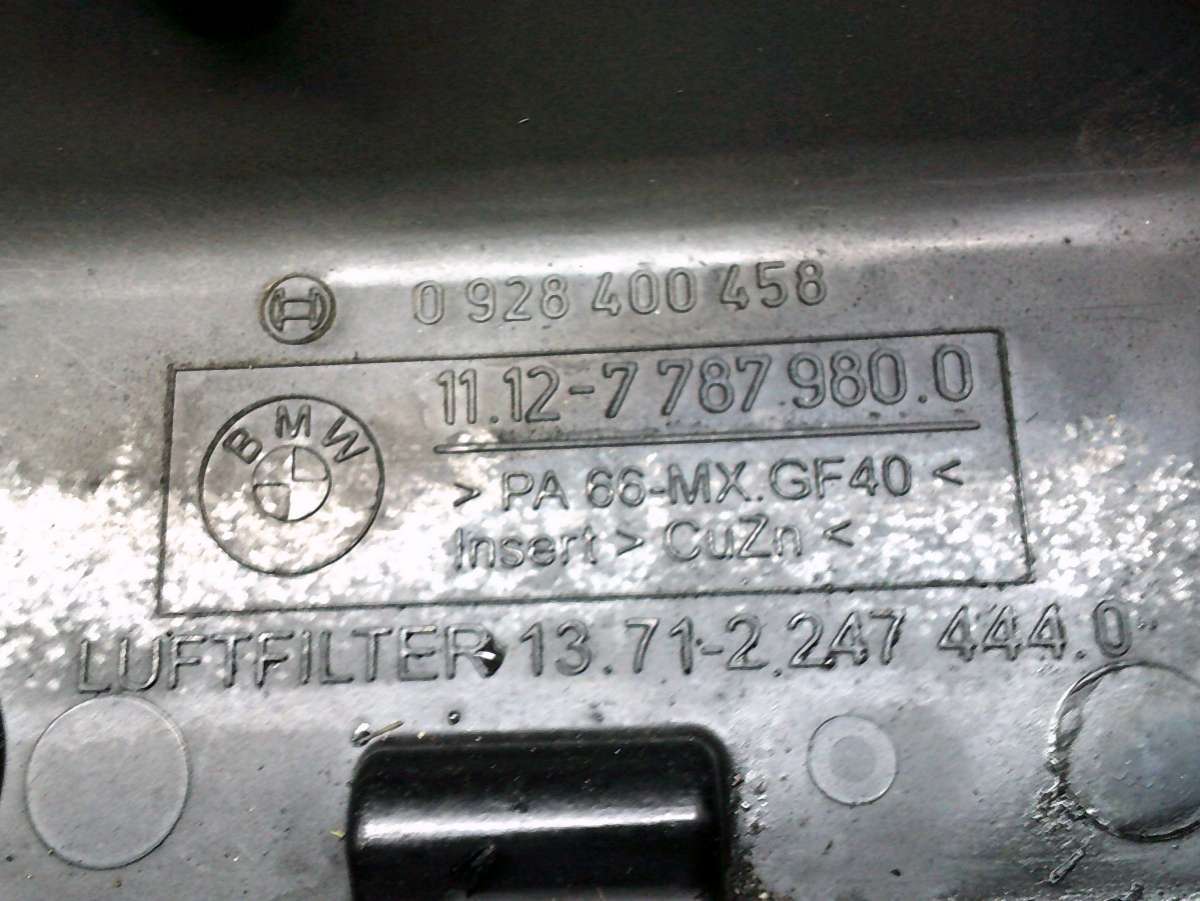 0 928 400 458
11.12-7 787 980.0
BMW
> PA 66-MX.GF40 <
Insert > CuZn <
LUFTFILTER 13.71-2 247 444.0